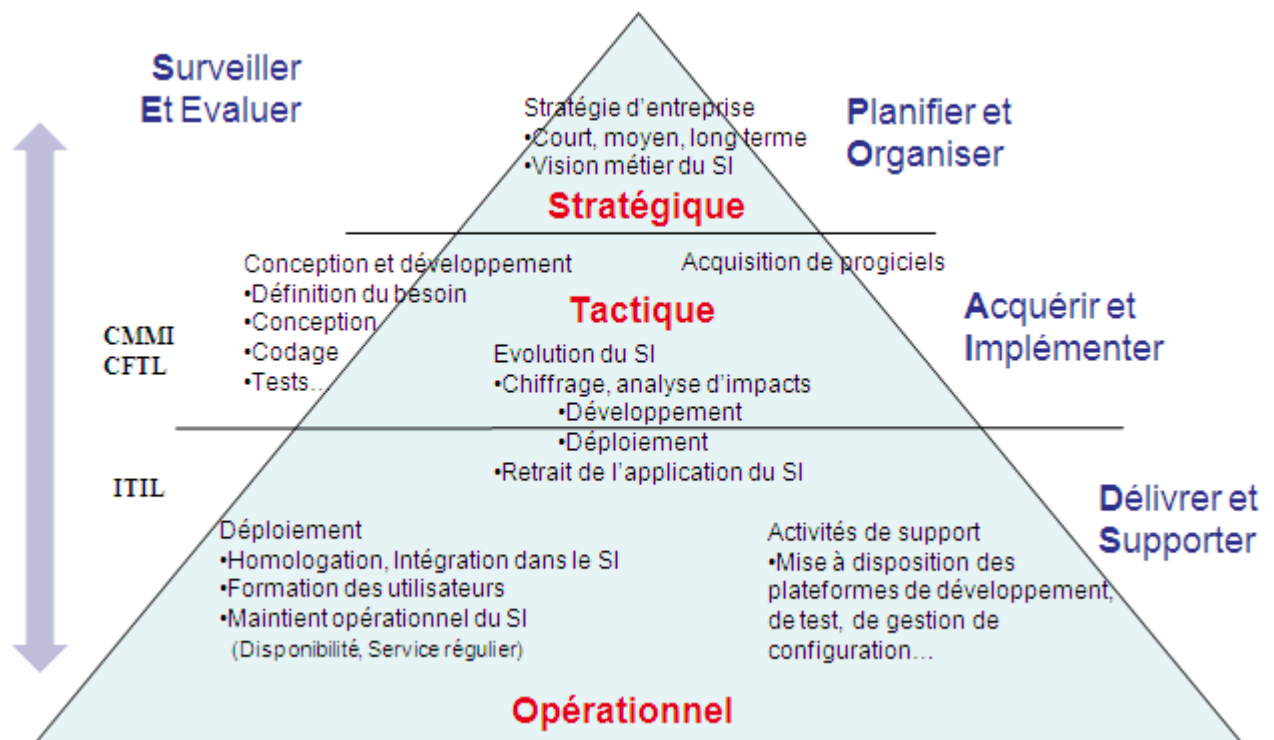 Surveiller
Et Evaluer
Stratégie d'entreprise
•Court, moyen, long terme
•Vision métier du SI
Planifier et
Organiser
Stratégique
Conception et développement
•Définition du besoin
•Conception
•Codage
•Tests...
Acquisition de progiciels
Tactique
CMMI
CFTL
Evolution du SI
•Chiffrage, analyse d'impacts
•Développement
•Déploiement
•Retrait de l'application du SI
Acquérir et
Implémenter
ITIL
Délivrer et
Supporter
Déploiement
•Homologation, Intégration dans le SI
•Formation des utilisateurs
•Maintient opérationnel du SI
(Disponibilité, Service régulier)
Activités de support
•Mise à disposition des
plateformes de développement,
de test, de gestion de
configuration...
Opérationnel